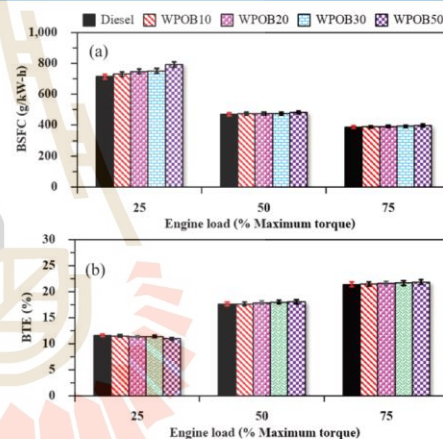 Diesel WPOB10 WPOB20 WPOB30 WPOB50
(a)
BSFC (g/kW-h)
1,000
800
600
400
200
0
25 50 75
Engine load (% Maximum torque)
(b)
BTE (%)
30
25
20
15
10
5
0
25 50 75
Engine load (% Maximum torque)